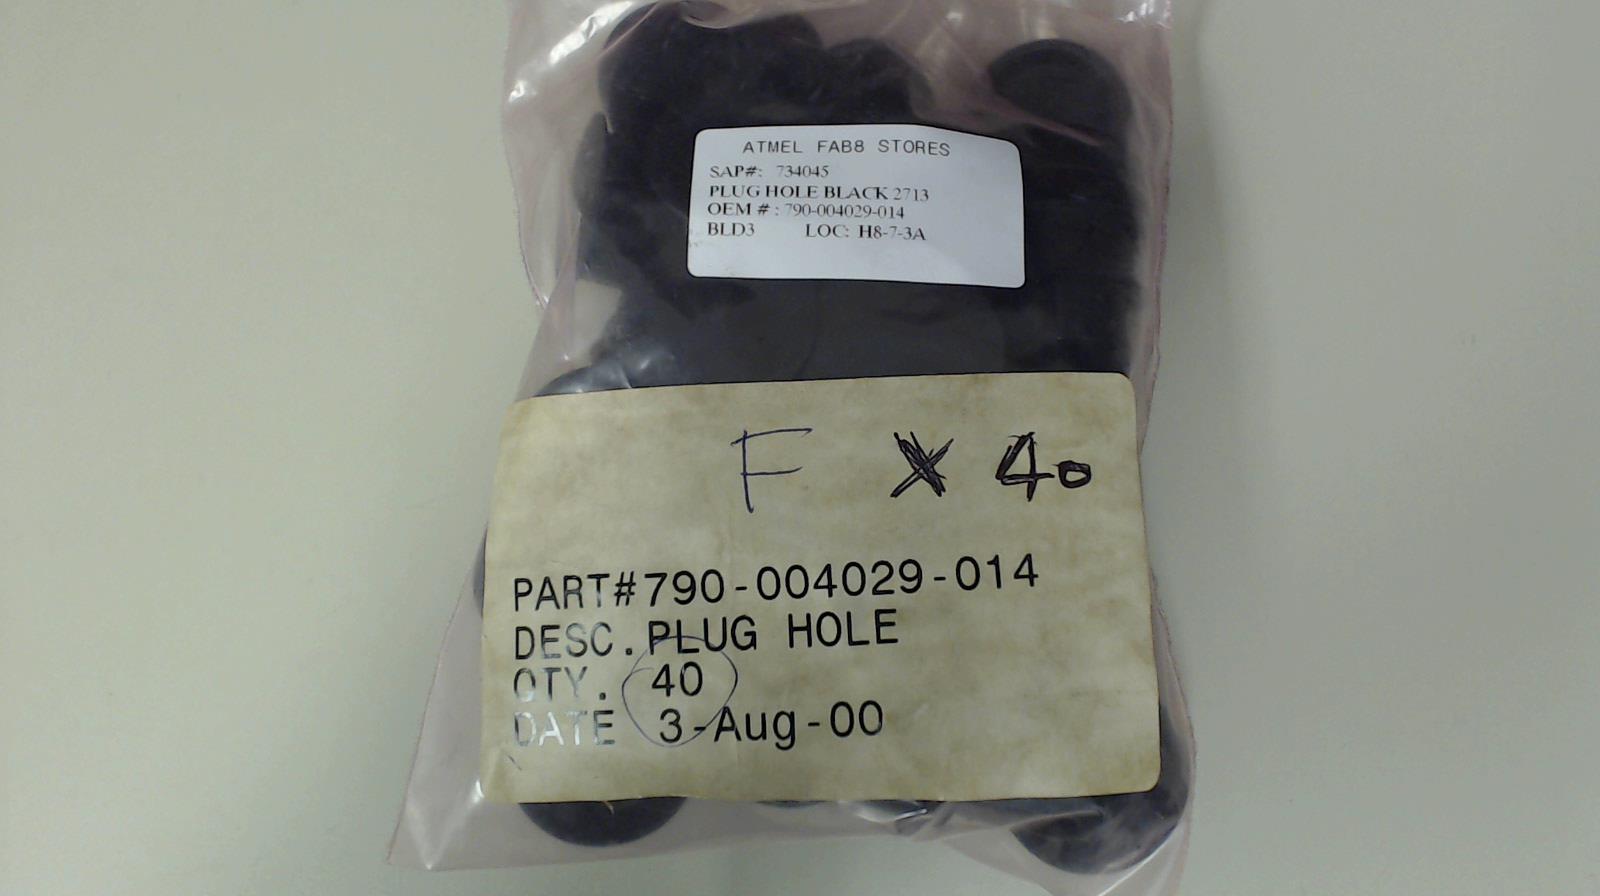 ATMEL FAB8 STORES
SAP#: 734045
PLUG HOLE BLACK 2713
OEM # : 790-004029-014
BLD3 LOC: H8-7-3A
F X 40
PART#790-004029-014
DESC. PLUG HOLE
QTY. 40
DATE 3-Aug-00